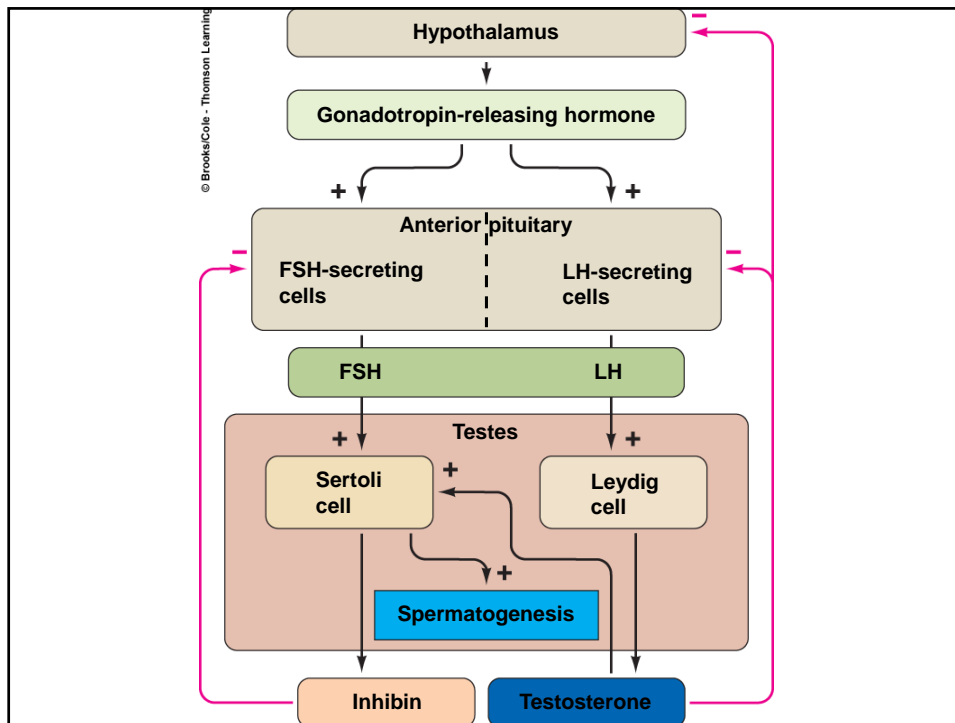 © Brooks/Cole - Thomson Learning
Hypothalamus
–
Gonadotropin-releasing hormone
+
+
Anterior pituitary
–
–
FSH-secreting
cells
LH-secreting
cells
FSH
LH
Testes
+
+
+
Sertoli
cell
Leydig
cell
+
Spermatogenesis
Inhibin
Testosterone